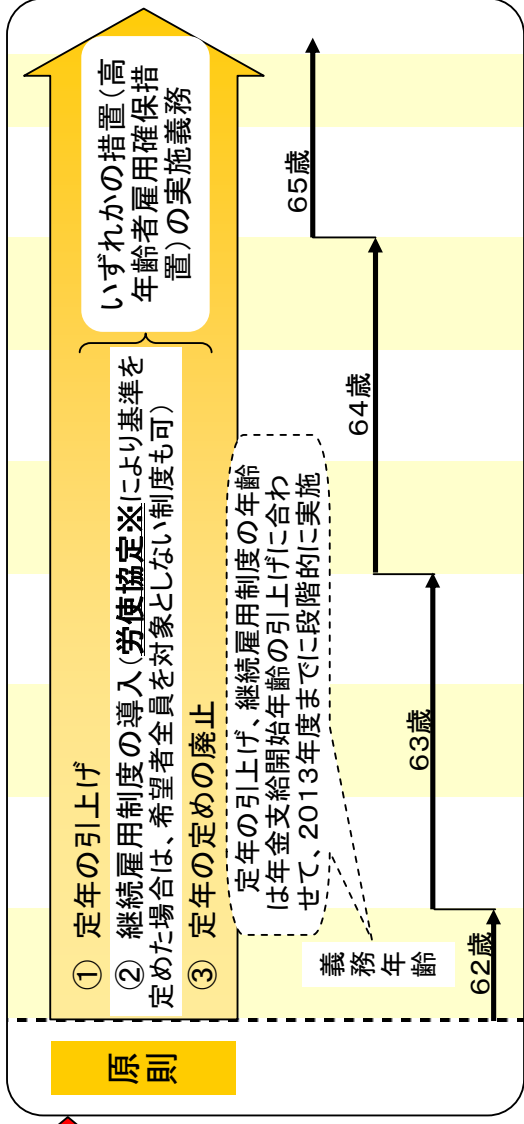 原
則
① 定年の引上げ
② 継続雇用制度の導入(労使協定※により基準を
定めた場合は、希望者全員を対象としない制度も可)
③ 定年の定めの廃止
いずれかの措置(高
年齢者雇用確保措
置)の実施義務
定年の引上げ、継続雇用制度の年齢
は年金支給開始年齢の引上げに合わ
せて、2013年度までに段階的に実施
義
務
年
齢
62歳
63歳
64歳
65歳